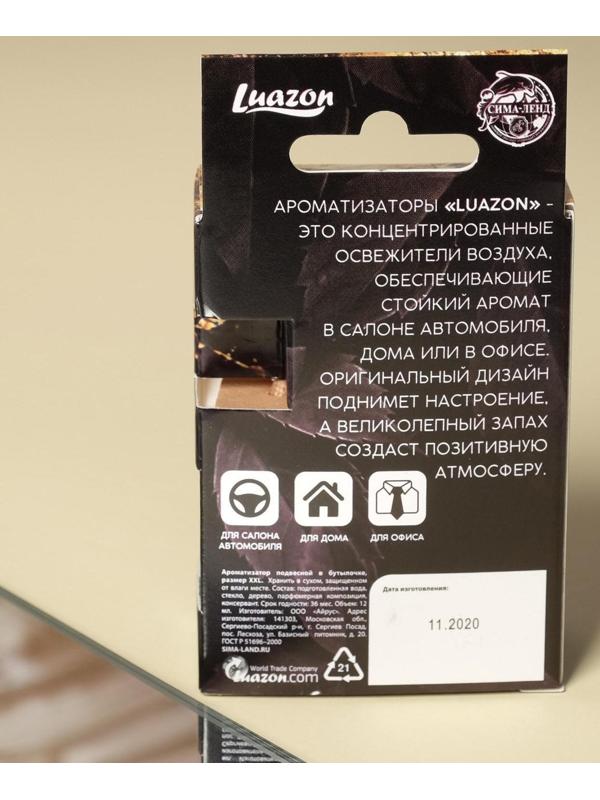 Luazon
СИМА-ЛЕНД
АРОМАТИЗАТОРЫ «LUAZON» -
ЭТО КОНЦЕНТРИРОВАННЫЕ
ОСВЕЖИТЕЛИ ВОЗДУХА,
ОБЕСПЕЧИВАЮЩИЕ
СТОЙКИЙ АРОМАТ
В САЛОНЕ АВТОМОБИЛЯ,
ДОМА ИЛИ В ОФИСЕ.
ОРИГИНАЛЬНЫЙ ДИЗАЙН
ПОДНИМЕТ НАСТРОЕНИЕ,
А ВЕЛИКОЛЕПНЫЙ ЗАПАХ
СОЗДАСТ ПОЗИТИВНУЮ
АТМОСФЕРУ.
ДЛЯ САЛОНА
АВТОМОБИЛЯ
ДЛЯ ДОМА
ДЛЯ ОФИСА
Ароматизатор подвесной в бутылочке,
размер XXL. Хранить в сухом, защищенном
от влаги месте. Состав: подготовленная вода,
стекло, дерево, парфюмерная композиция,
консервант. Срок годности: 36 мес. Объем: 12
мл. Изготовитель: ООО «Айрус». Адрес
изготовителя: 141303, Московская обл.,
Сергиево-Посадский р-н, г. Сергиев Посад,
пос. Лесхоза, ул. Базисный питомник, д. 20.
ГОСТ Р 51696-2000
SIMA-LAND.RU
World Trade Company
Luazon.com
21
Дата изготовления:
11.2020